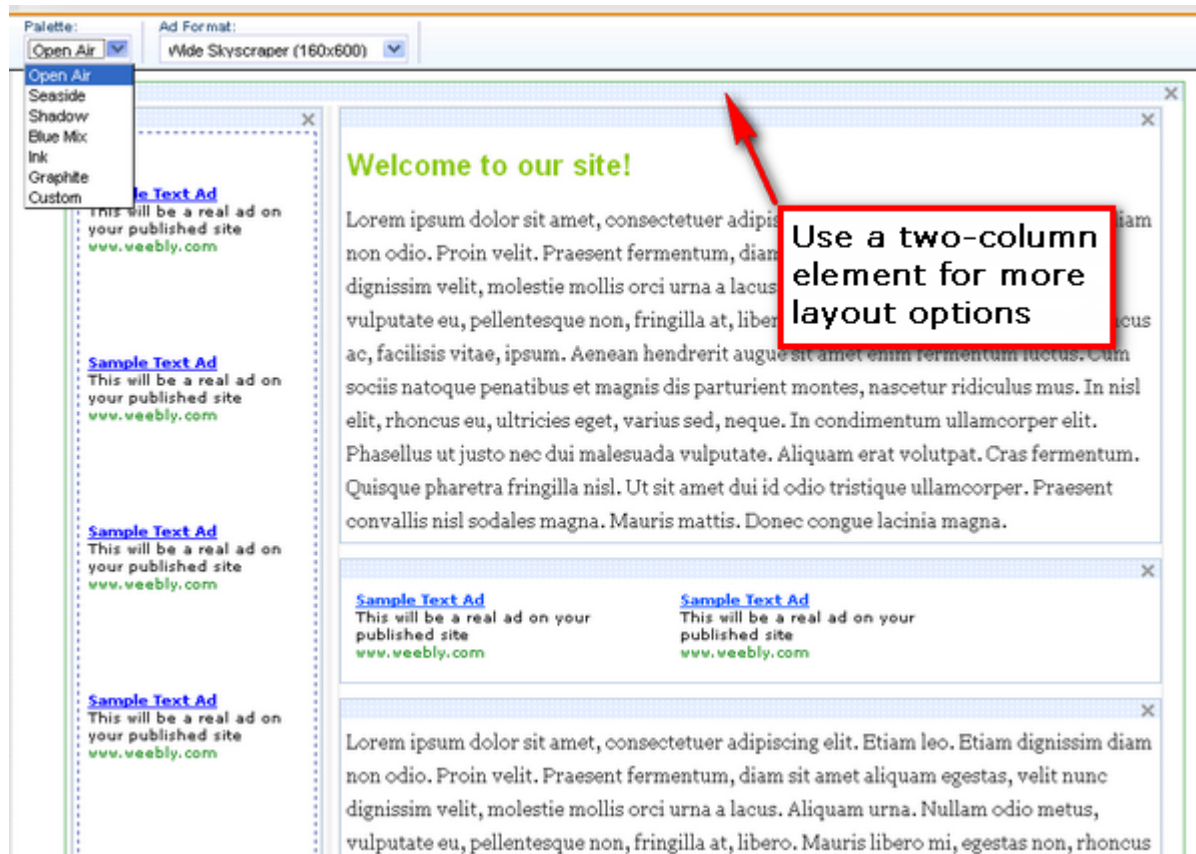 Palette:
Ad Format:
Open Air
Wide Skyscraper (160x600)
Open Air
Seaside
Shadow
Blue Mix
Ink
Graphite
Custom
Text Ad
This will be a real ad on
your published site
www.weebly.com
Sample Text Ad
This will be a real ad on
your published site
www.weebly.com
Sample Text Ad
This will be a real ad on
your published site
www.weebly.com
Sample Text Ad
This will be a real ad on
your published site
www.weebly.com
Welcome to our site!
Lorem ipsum dolor sit amet, consectetuer
non odio. Proin velit. Praesent fermentum, diam
dignissim velit, molestie mollis orci urna a lacus
vulputate eu, pellentesque non, fringilla at,
ac, facilisis vitae, ipsum. Aenean hendrerit augue sit amet enim fermentum luctus. Cum
sociis natoque penatibus et magnis dis parturient montes, nascetur ridiculus mus. In nisl
elit, rhoncus eu, ultricies eget, varius sed, neque. In condimentum ullamcorper elit.
Phasellus ut justo nec dui malesuada vulputate. Aliquam erat volutpat. Cras fermentum.
Quisque pharetra fringilla nisl. Ut sit amet dui id odio tristique ullamcorper. Praesent
convallis nisl sodales magna. Mauris mattis. Donec congue lacinia magna.
Use a two-column
element for more
layout options
Sample Text Ad
This will be a real ad on your
published site
www.weebly.com
Sample Text Ad
This will be a real ad on your
published site
www.weebly.com
Lorem ipsum dolor sit amet, consectetuer adipiscing elit. Etiam leo. Etiam dignissim diam
non odio. Proin velit. Praesent fermentum, diam sit amet aliquam egestas, velit nunc
dignissim velit, molestie mollis orci urna a lacus. Aliquam urna. Nullam odio metus,
vulputate eu, pellentesque non, fringilla at, libero. Mauris libero mi, egestas non, rhoncus